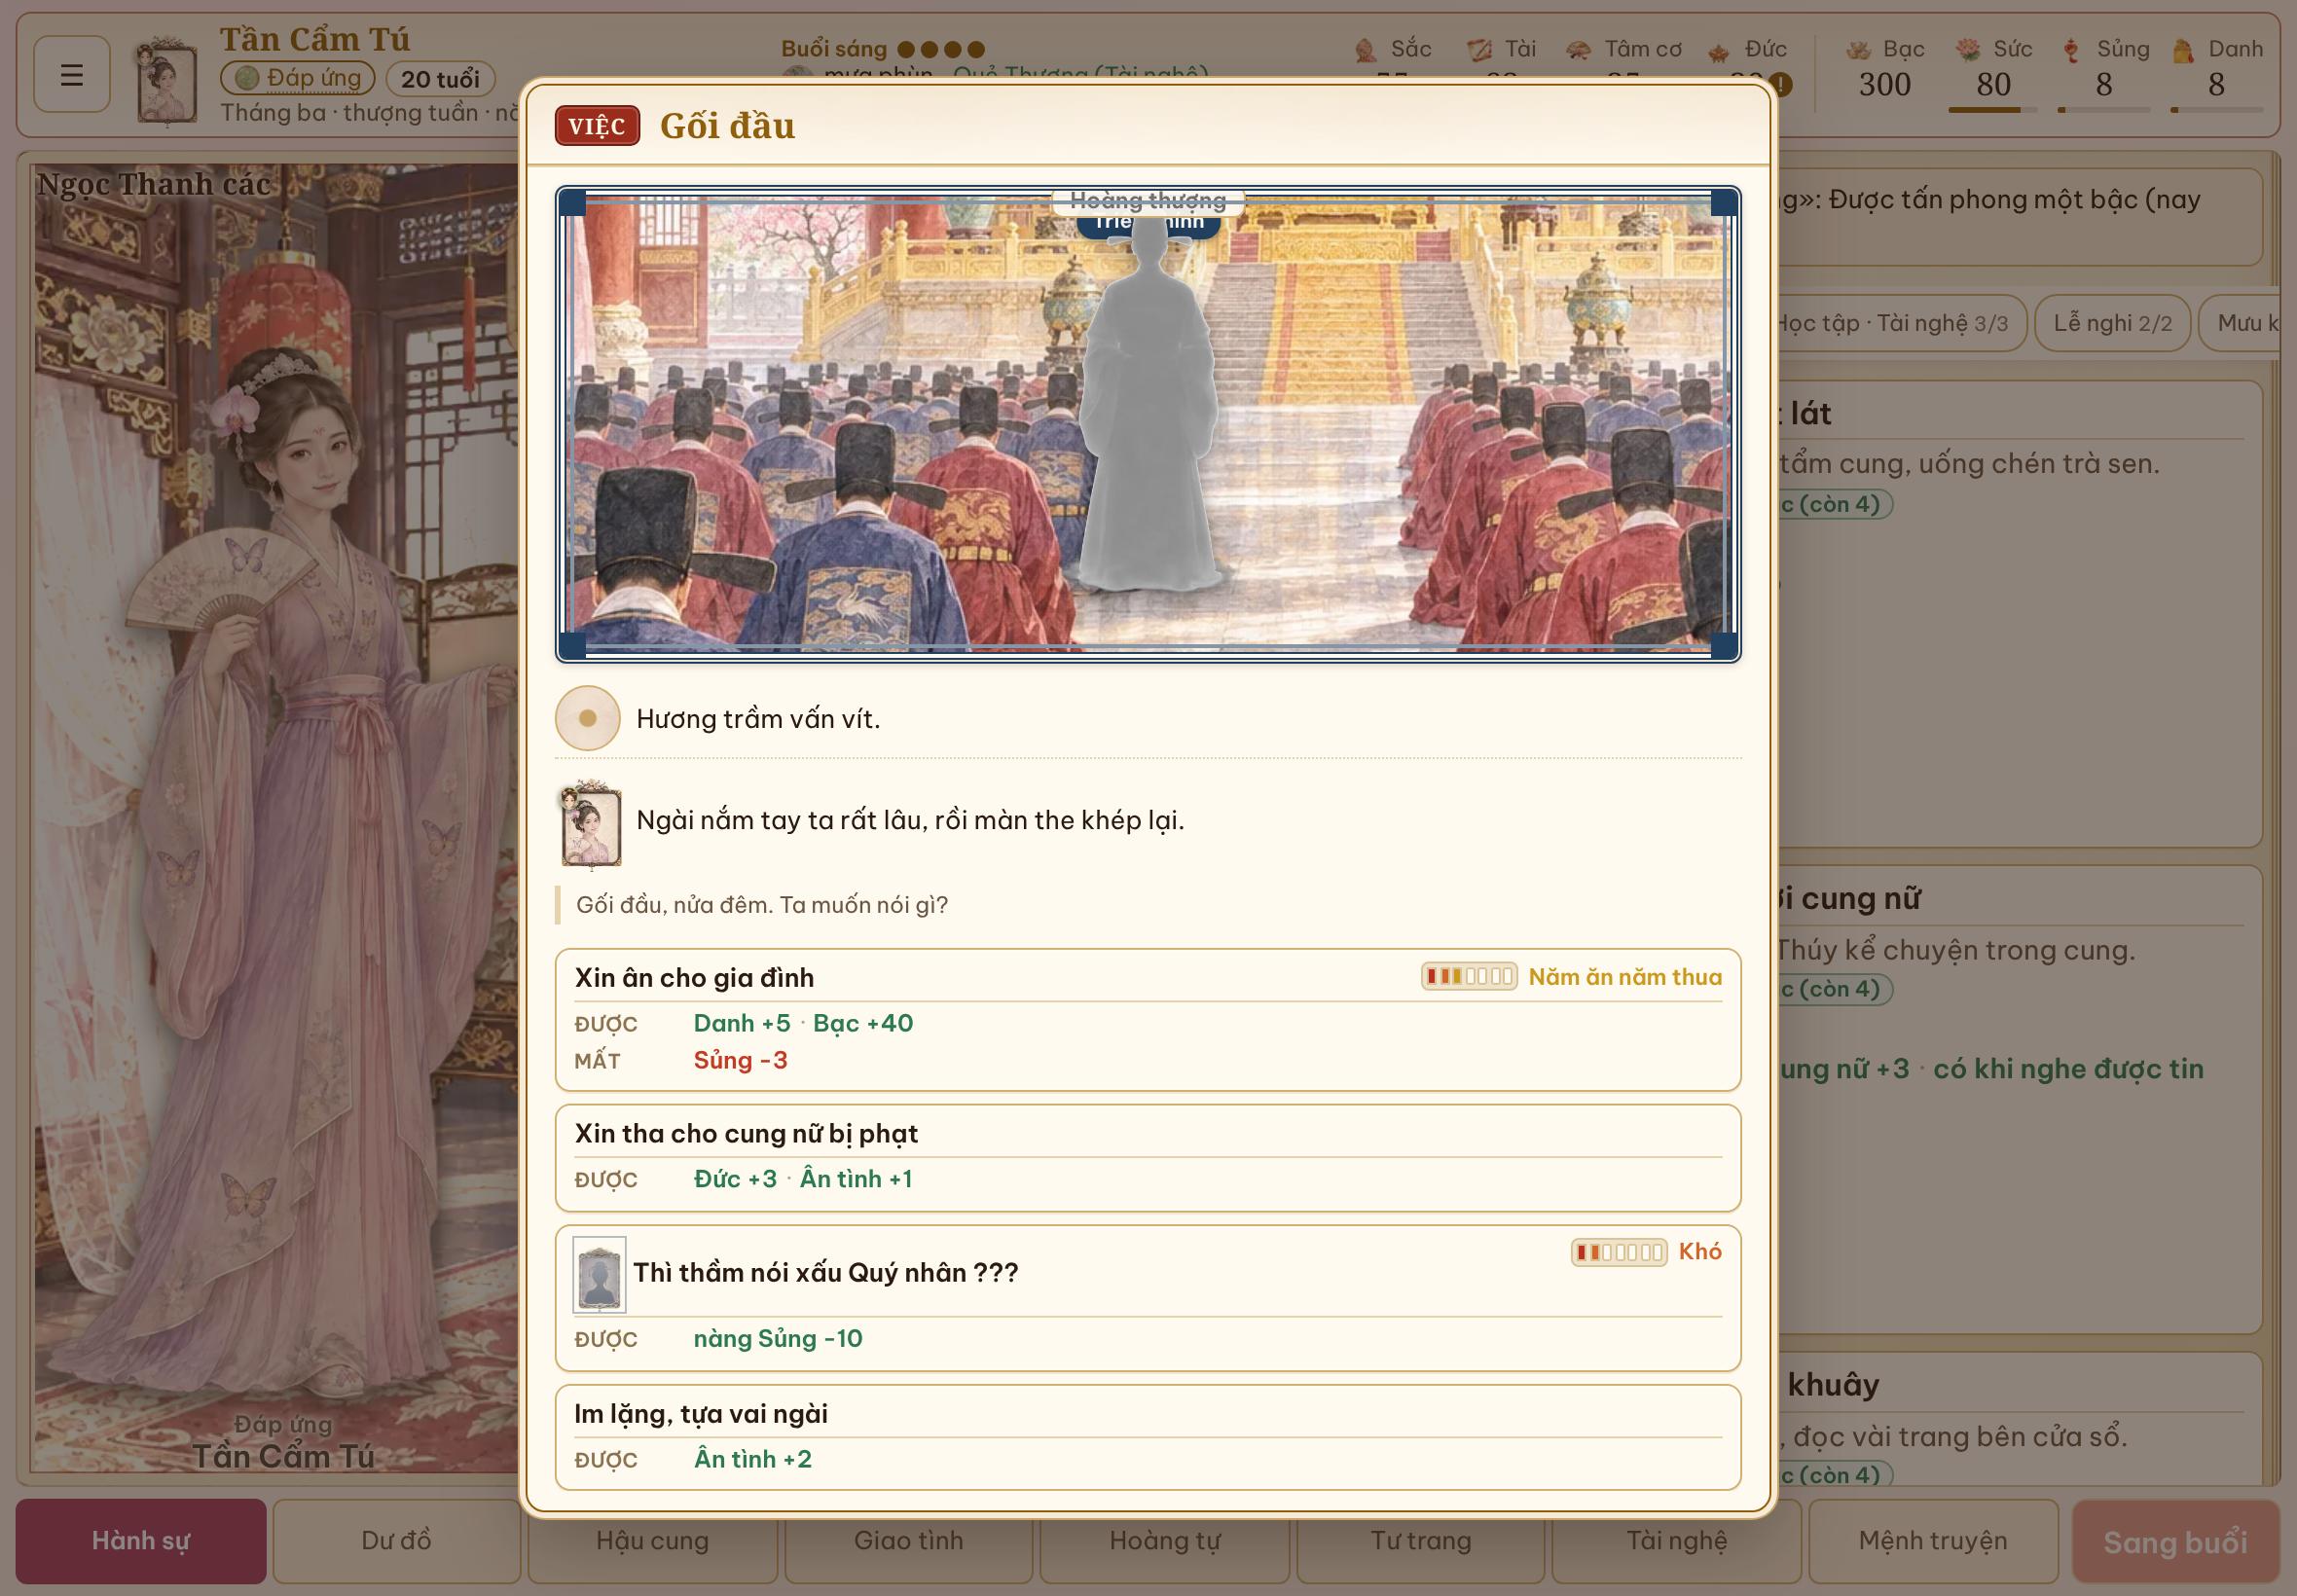 Tần Cẩm Tú
Đáp ứng
20 tuổi
Tháng ba · thượng tuần
Buổi sáng
mưa phùn
Quỳ Thương (Tài nghệ)
Sắc
Tài
Tâm cơ
Đức
Bạc
300
Sức
80
Sủng
8
Danh
8
VIỆC Gối đầu
Ngọc Thanh các
Hoàng thượng
Được tấn phong một bậc (nay
Học tập · Tài nghệ 3/3
Lễ nghi 2/2
Mưu
lát
tẩm cung, uống chén trà sen.
(còn 4)
cung nữ
Thúy kể chuyện trong cung.
(còn 4)
nữ +3 · có khi nghe được tin
khuây
, đọc vài trang bên cửa sổ.
(còn 4)
Hương trầm vấn vít.
Ngài nắm tay ta rất lâu, rồi màn the khép lại.
Gối đầu, nửa đêm. Ta muốn nói gì?
Xin ân cho gia đình
Năm ăn năm thua
ĐƯỢC Danh +5 · Bạc +40
MẤT Sủng -3
Xin tha cho cung nữ bị phạt
ĐƯỢC Đức +3 · Ân tình +1
Thì thầm nói xấu Quý nhân ???
Khó
ĐƯỢC nàng Sủng -10
Im lặng, tựa vai ngài
ĐƯỢC Ân tình +2
Đáp ứng
Tần Cẩm Tú
Hành sự
Dư đồ
Hậu cung
Giao tình
Hoàng tự
Tư trang
Tài nghệ
Mệnh truyện
Sang buổi